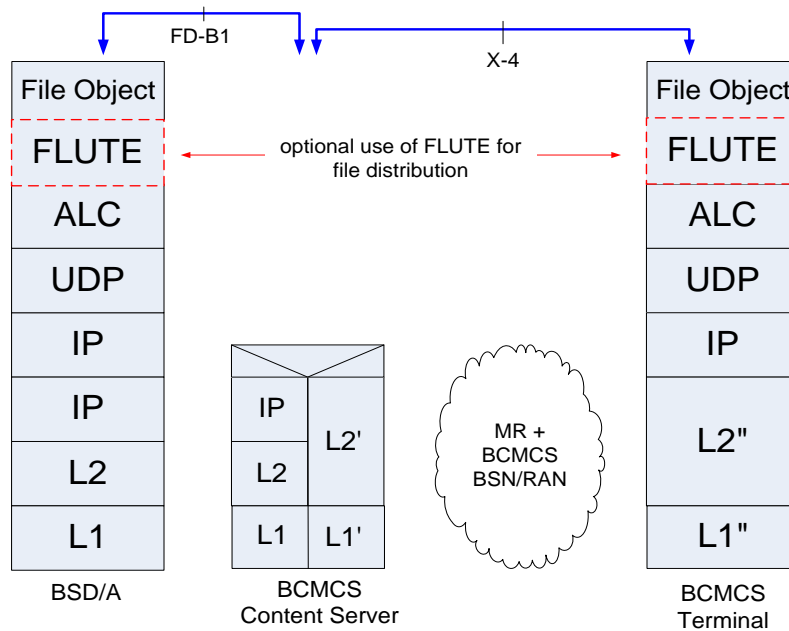 FD-B1
X-4
File Object
FLUTE
ALC
UDP
IP
IP
L2
L1
BSD/A
optional use of FLUTE for
file distribution
IP
L2
L1
L2'
L1'
BCMCS
Content Server
MR +
BCMCS
BSN/RAN
File Object
FLUTE
ALC
UDP
IP
L2"
L1"
BCMCS
Terminal